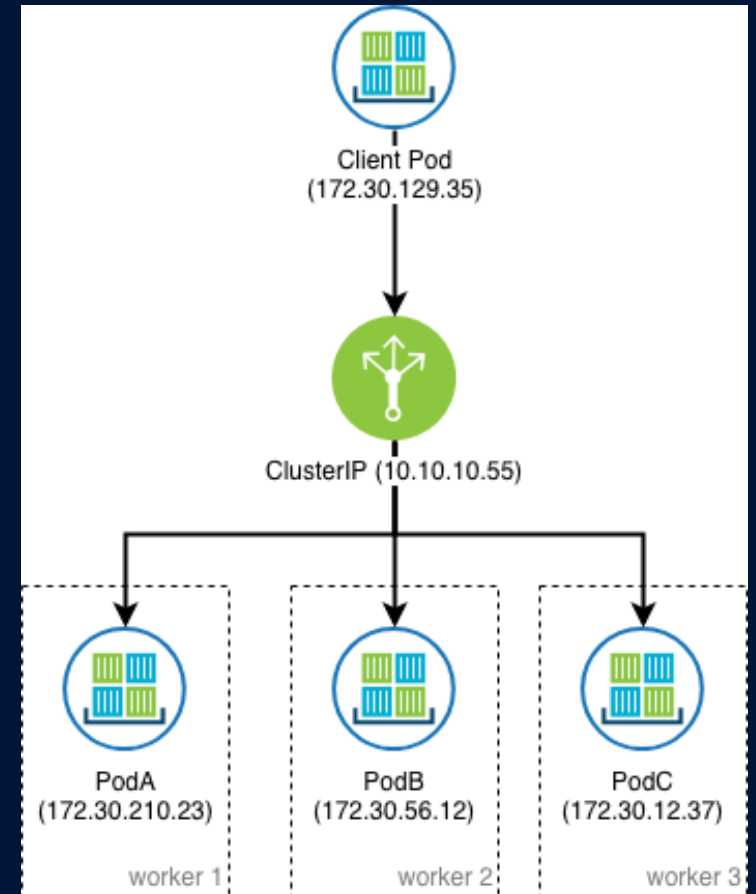 Client Pod
(172.30.129.35)
ClusterIP (10.10.10.55)
PodA
(172.30.210.23)
worker 1
PodB
(172.30.56.12)
worker 2
PodC
(172.30.12.37)
worker 3